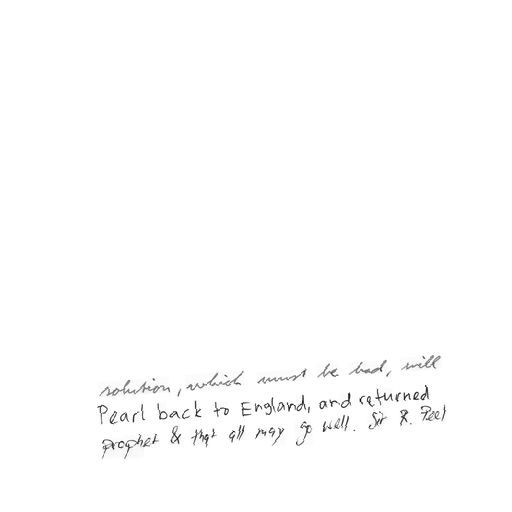 solution, which must be had, will
Pearl back to England, and returned
prophet & that all may go well. Sir R. Peel